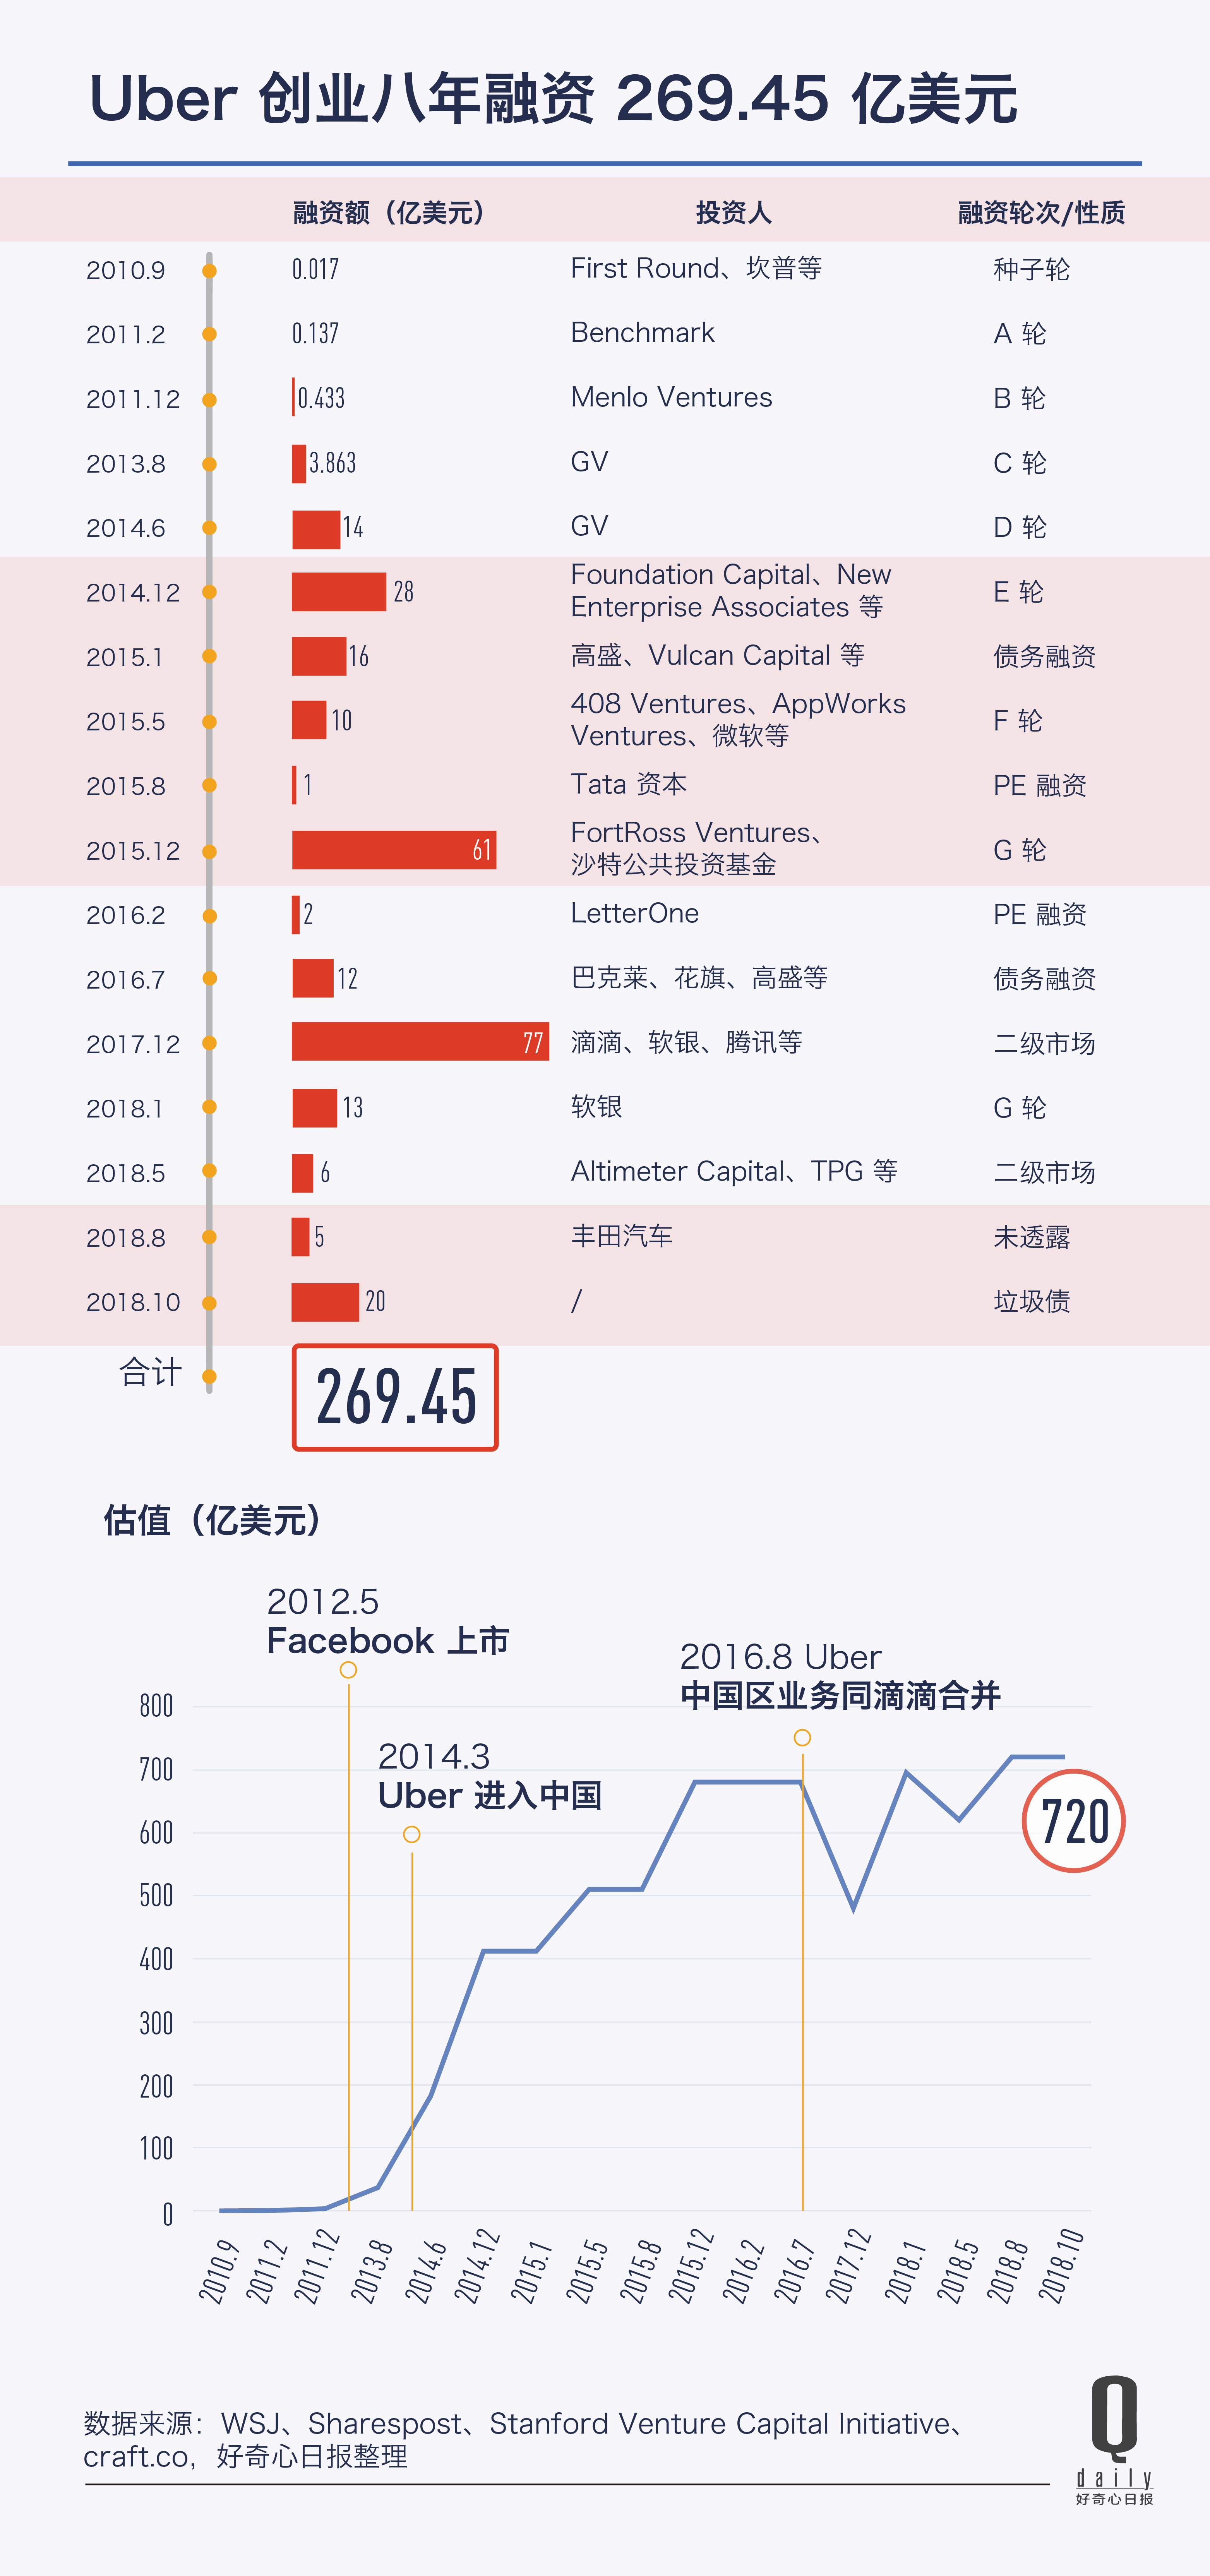 Uber 创业八年融资 269.45 亿美元
融资额（亿美元） 投资人 融资轮次/性质
2010.9 0.017 First Round、坎普等 种子轮
2011.2 0.137 Benchmark A 轮
2011.12 0.433 Menlo Ventures B 轮
2013.8 3.863 GV C 轮
2014.6 14 GV D 轮
2014.12 28 Foundation Capital、New
Enterprise Associates 等 E 轮
2015.1 16 高盛、Vulcan Capital 等 债务融资
2015.5 10 408 Ventures、AppWorks
Ventures、微软等 F 轮
2015.8 1 Tata 资本 PE 融资
2015.12 61 FortRoss Ventures、
沙特公共投资基金 G 轮
2016.2 2 LetterOne PE 融资
2016.7 12 巴克莱、花旗、高盛等 债务融资
2017.12 77 滴滴、软银、腾讯等 二级市场
2018.1 13 软银 G 轮
2018.5 6 Altimeter Capital、TPG 等 二级市场
2018.8 5 丰田汽车 未透露
2018.10 20 / 垃圾债
合计 269.45
估值（亿美元）
2012.5
Facebook 上市
2016.8 Uber
中国区业务同滴滴合并
2014.3
Uber 进入中国
800
700
600
500
400
300
200
100
0
720
2010.9 2011.2 2011.12 2013.8 2014.6 2014.12 2015.1 2015.5 2015.8 2015.12 2016.2 2016.7 2017.12 2018.1 2018.5 2018.8 2018.10
数据来源：WSJ、Sharespost、Stanford Venture Capital Initiative、
craft.co，好奇心日报整理
Q
daily
好奇心日报